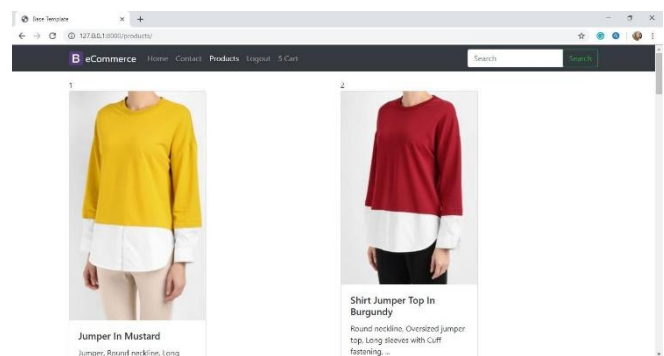 Base Template
127.0.0.1:8000/products/
B eCommerce Home Contact Products Logout 5 Cart Search Search
1
2
Shirt Jumper Top In
Burgundy
Round neckline, Oversized jumper
top, Long sleeves with Cuff
fastening, ...
Jumper In Mustard
Jumper, Round neckline, Long